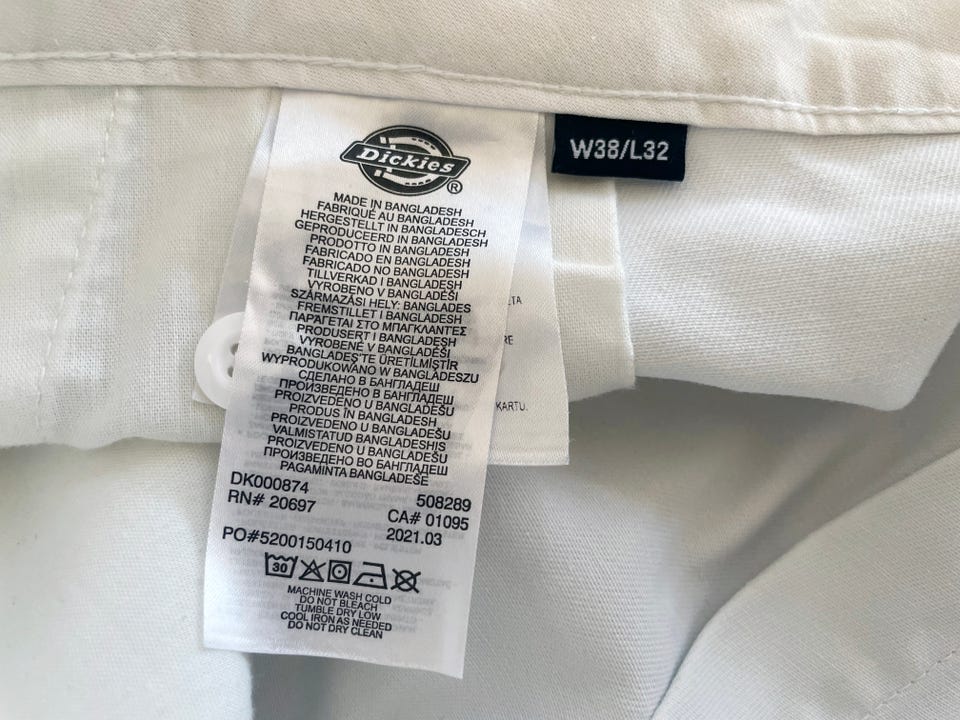 Dickies®
W38/L32
MADE IN BANGLADESH
FABRIQUÉ AU BANGLADESH
HERGESTELLT IN BANGLADESCH
GEPRODUCEERD IN BANGLADESH
PRODOTTO IN BANGLADESH
FABRICADO EN BANGLADESH
FABRICADO NO BANGLADESH
TILLVERKAD I BANGLADESH
VYROBENO V BANGLADÉŠI
SZÁRMAZÁSI HELY: BANGLADES
FREMSTILLET I BANGLADESH
ΠΑΡΑΓΕΤΑΙ ΣΤΟ ΜΠΑΓΚΛΑΝΤΕΣ
PRODUSERT I BANGLADESH
VYROBENÉ V BANGLADÉŠI
BANGLADEŞ'TE ÜRETİLMİŞTİR
WYPRODUKOWANO W BANGLADESZU
СДЕЛАНО В БАНГЛАДЕШ
ПРОИЗВЕДЕНО В БАНГЛАДЕШ
PROIZVEDENO U BANGLADEŠU
PRODUS ÎN BANGLADESH
PROIZVEDENO U BANGLADEŠU
VALMISTATUD BANGLADESHIS
PROIZVEDENO U BANGLADEŠU
ПРОИЗВЕДЕНО ВО БАНГЛАДЕШ
PAGAMINTA BANGLADEŠE
DK000874 508289
RN# 20697 CA# 01095
2021.03
PO#5200150410
30
MACHINE WASH COLD
DO NOT BLEACH
TUMBLE DRY LOW
COOL IRON AS NEEDED
DO NOT DRY CLEAN
KARTU.